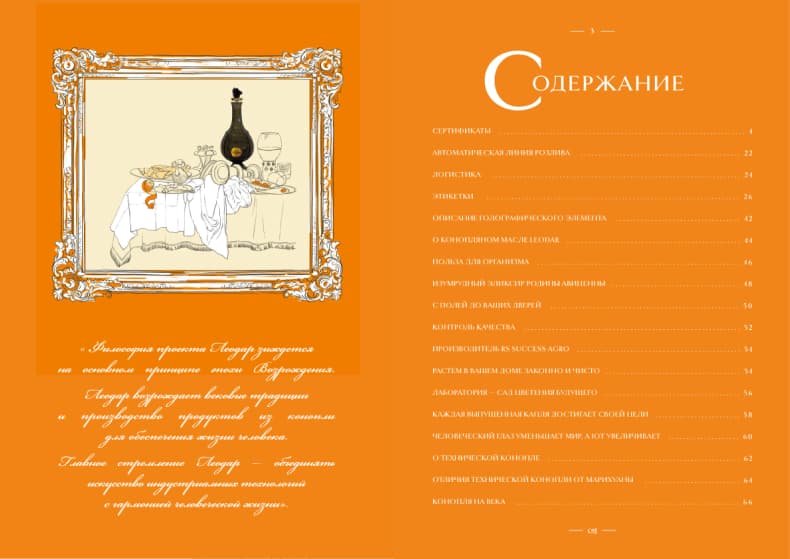 « Философия проекта Леодар зиждется
на основном принципе эпохи Возрождения.
Леодар возрождает вековые традиции
и производство продуктов из конопли
для обеспечения жизни человека.
Главное стремление Леодар — объединять
искусство индустриальных технологий
с гармонией человеческой жизни».
3
СОДЕРЖАНИЕ
СЕРТИФИКАТЫ 4
АВТОМАТИЧЕСКАЯ ЛИНИЯ РОЗЛИВА 22
ЛОГИСТИКА 24
ЭТИКЕТКИ 26
ОПИСАНИЕ ГОЛОГРАФИЧЕСКОГО ЭЛЕМЕНТА 42
О КОНОПЛЯНОМ МАСЛЕ LEODAR 44
ПОЛЬЗА ДЛЯ ОРГАНИЗМА 46
ИЗУМРУДНЫЙ ЭЛИКСИР РОДИНЫ АВИЦЕННЫ 48
С ПОЛЕЙ ДО ВАШИХ ДВЕРЕЙ 50
КОНТРОЛЬ КАЧЕСТВА 52
ПРОИЗВОДИТЕЛЬ RS SUCCESS AGRO 54
РАСТЕМ В ВАШЕМ ДОМЕ ЗАКОННО И ЧИСТО 54
ЛАБОРАТОРИЯ — САД ЦВЕТЕНИЯ БУДУЩЕГО 56
КАЖДАЯ ВЫПУЩЕННАЯ КАПЛЯ ДОСТИГАЕТ СВОЕЙ ЦЕЛИ 58
ЧЕЛОВЕЧЕСКИЙ ГЛАЗ УМЕНЬШАЕТ МИР, А ЮТ УВЕЛИЧИВАЕТ 60
О ТЕХНИЧЕСКОЙ КОНОПЛЕ 62
ОТЛИЧИЯ ТЕХНИЧЕСКОЙ КОНОПЛИ ОТ МАРИХУАНЫ 64
КОНОПЛЯ НА ВЕКА 66